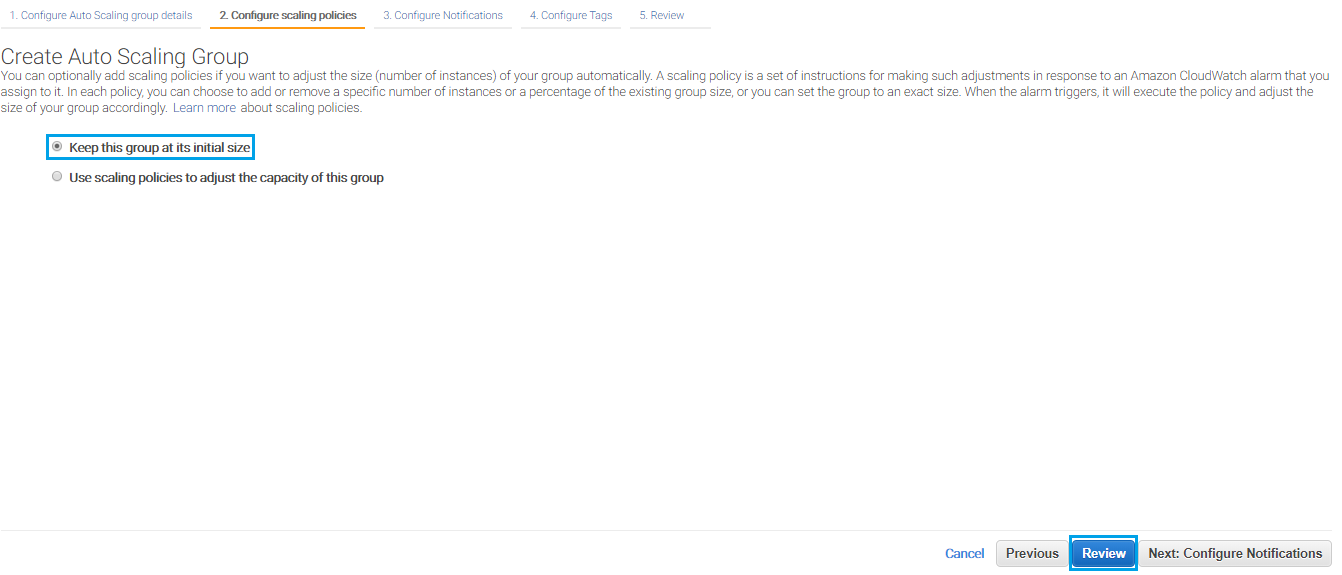 1. Configure Auto Scaling group details 2. Configure scaling policies 3. Configure Notifications 4. Configure Tags 5. Review
Create Auto Scaling Group
You can optionally add scaling policies if you want to adjust the size (number of instances) of your group automatically. A scaling policy is a set of instructions for making such adjustments in response to an Amazon CloudWatch alarm that you
assign to it. In each policy, you can choose to add or remove a specific number of instances or a percentage of the existing group size, or you can set the group to an exact size. When the alarm triggers, it will execute the policy and adjust the
size of your group accordingly. Learn more about scaling policies.
Keep this group at its initial size
Use scaling policies to adjust the capacity of this group
Cancel Previous Review Next: Configure Notifications